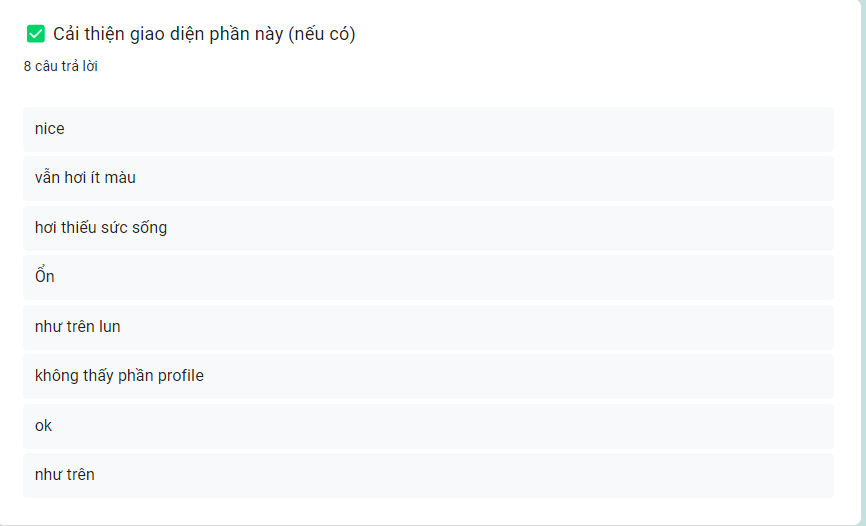 Cải thiện giao diện phần này (nếu có)
8 câu trả lời
nice
vẫn hơi ít màu
hơi thiếu sức sống
Ổn
như trên lun
không thấy phần profile
ok
như trên